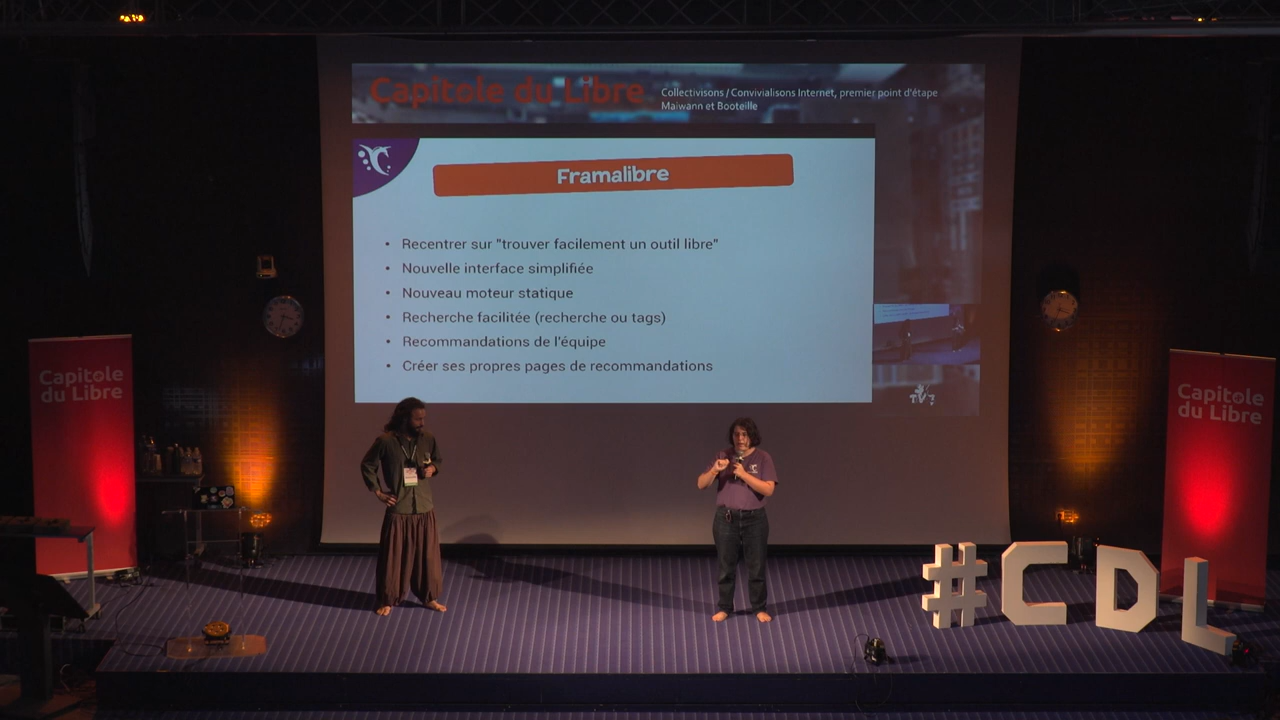 Capitole du Libre
Collectivisons / Convivialisons Internet, premier point d'étape
Maiwann et Booteille
Framalibre
• Recentrer sur "trouver facilement un outil libre"
• Nouvelle interface simplifiée
• Nouveau moteur statique
• Recherche facilitée (recherche ou tags)
• Recommandations de l'équipe
• Créer ses propres pages de recommandations
Capitole
du Libre
Capitole
du Libre
#CDL